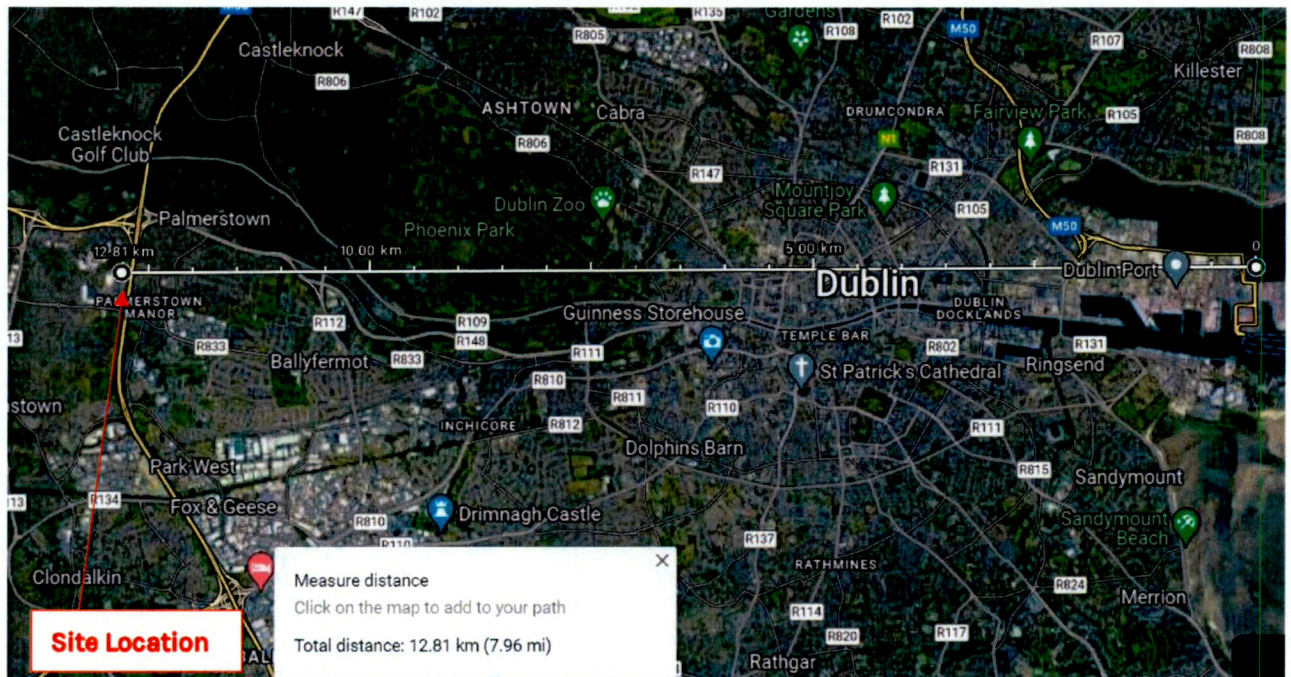 M50
R147
R102
R135
Gardens
R102
M50
R805
R108
R107
R808
Castleknock
R806
Killester
ASHTOWN
Cabra
DRUMCONDRA
Fairview Park
R105
Castleknock
Golf Club
R806
N1
R808
R131
R147
Mountjoy
Square Park
Dublin Zoo
R105
Palmerstown
Phoenix Park
M50
12.81 km
10.00 km
5.00 km
0
Dublin
Dublin Port
PALMERSTOWN
MANOR
DUBLIN
DOCKLANDS
R112
R109
Guinness Storehouse
13
R148
TEMPLE BAR
R833
Ballyfermot
R833
R111
R802
R131
St Patrick's Cathedral
Ringsend
R810
R811
R110
nstown
INCHICORE
R812
R111
Dolphins Barn
Park West
R815
Sandymount
13
R134
Fox & Geese
R810
Drimnagh Castle
Sandymount
Beach
R110
R137
RATHMINES
Clondalkin
R824
Merrion
R114
R820
R117
Rathgar
Measure distance
Click on the map to add to your path
Total distance: 12.81 km (7.96 mi)
Site Location
BAL